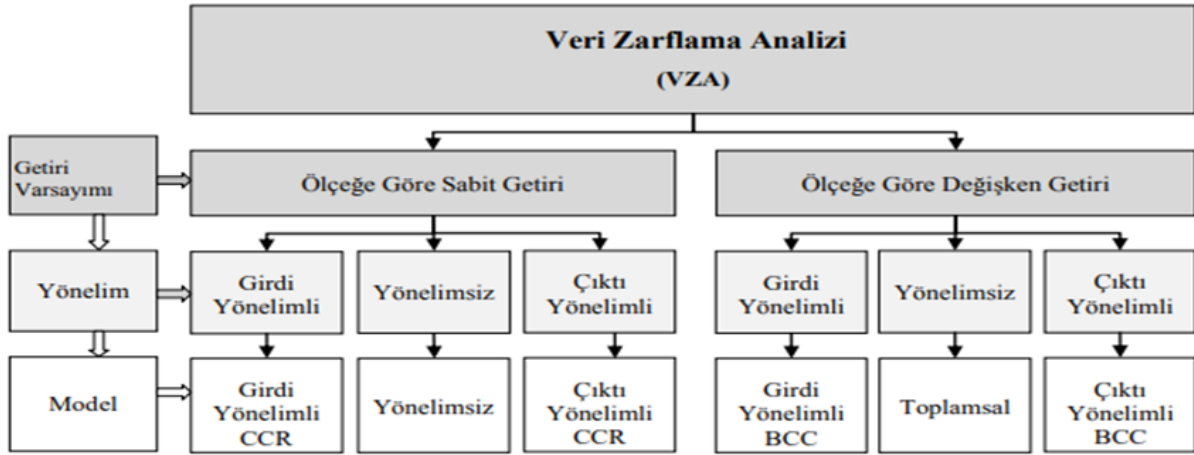 Veri Zarflama Analizi
(VZA)
Getiri
Varsayımı
Ölçeğe Göre Sabit Getiri
Ölçeğe Göre Değişken Getiri
Yönelim
Girdi
Yönelimli
Yönelimsiz
Çıktı
Yönelimli
Girdi
Yönelimli
Yönelimsiz
Çıktı
Yönelimli
Model
Girdi
Yönelimli
CCR
Yönelimsiz
Çıktı
Yönelimli
CCR
Girdi
Yönelimli
BCC
Toplamsal
Çıktı
Yönelimli
BCC